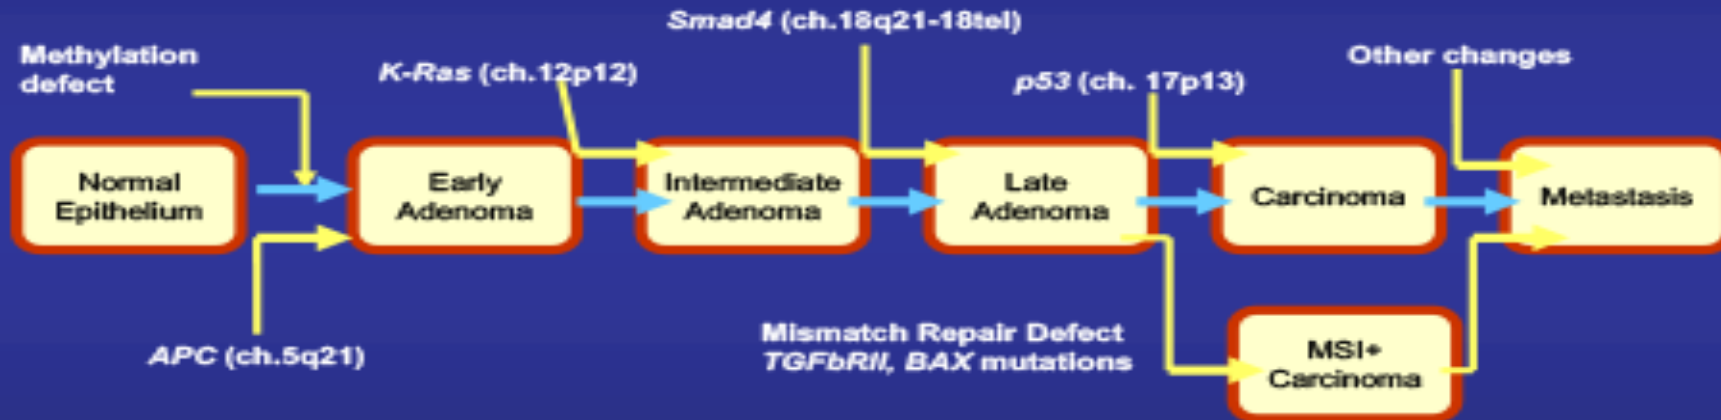 Smad4 (ch.18q21-18tel)
Methylation
defect
K-Ras (ch.12p12)
p53 (ch. 17p13)
Other changes
Normal
Epithelium
Early
Adenoma
Intermediate
Adenoma
Late
Adenoma
Carcinoma
Metastasis
APC (ch.5q21)
Mismatch Repair Defect
TGFbRII, BAX mutations
MSI+
Carcinoma